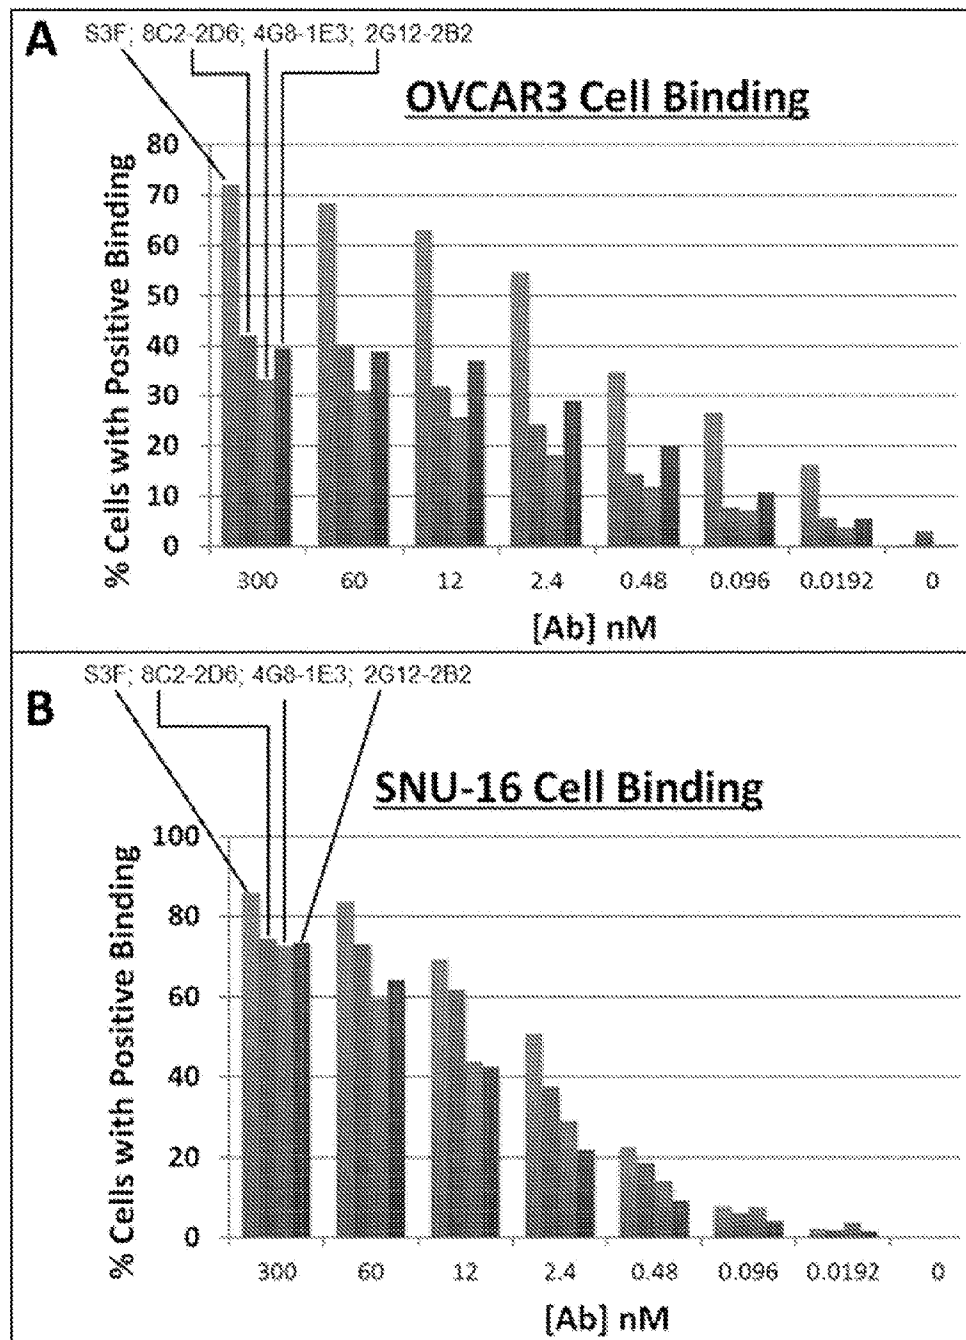 A
S3F; 8C2-2D6; 4G8-1E3; 2G12-2B2
OVCAR3 Cell Binding
% Cells with Positive Binding
80
70
60
50
40
30
20
10
0
300 60 12 2.4 0.48 0.096 0.0192 0
[Ab] nM
B
S3F; 8C2-2D6; 4G8-1E3; 2G12-2B2
SNU-16 Cell Binding
% Cells with Positive Binding
100
80
60
40
20
0
300 60 12 2.4 0.48 0.096 0.0192 0
[Ab] nM